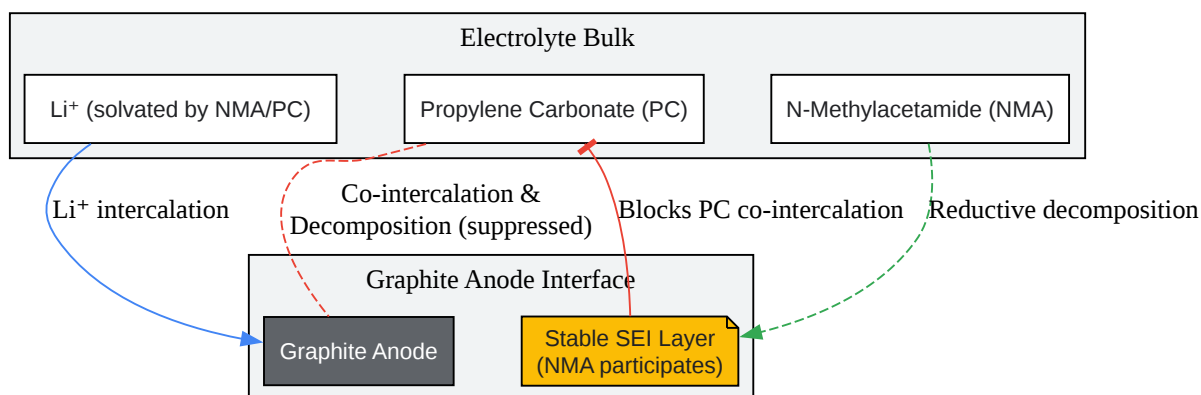 Electrolyte Bulk
Li⁺ (solvated by NMA/PC)
Propylene Carbonate (PC)
N-Methylacetamide (NMA)
Li⁺ intercalation
Co-intercalation &
Decomposition (suppressed)
Blocks PC co-intercalation
Reductive decomposition
Graphite Anode Interface
Graphite Anode
Stable SEI Layer
(NMA participates)